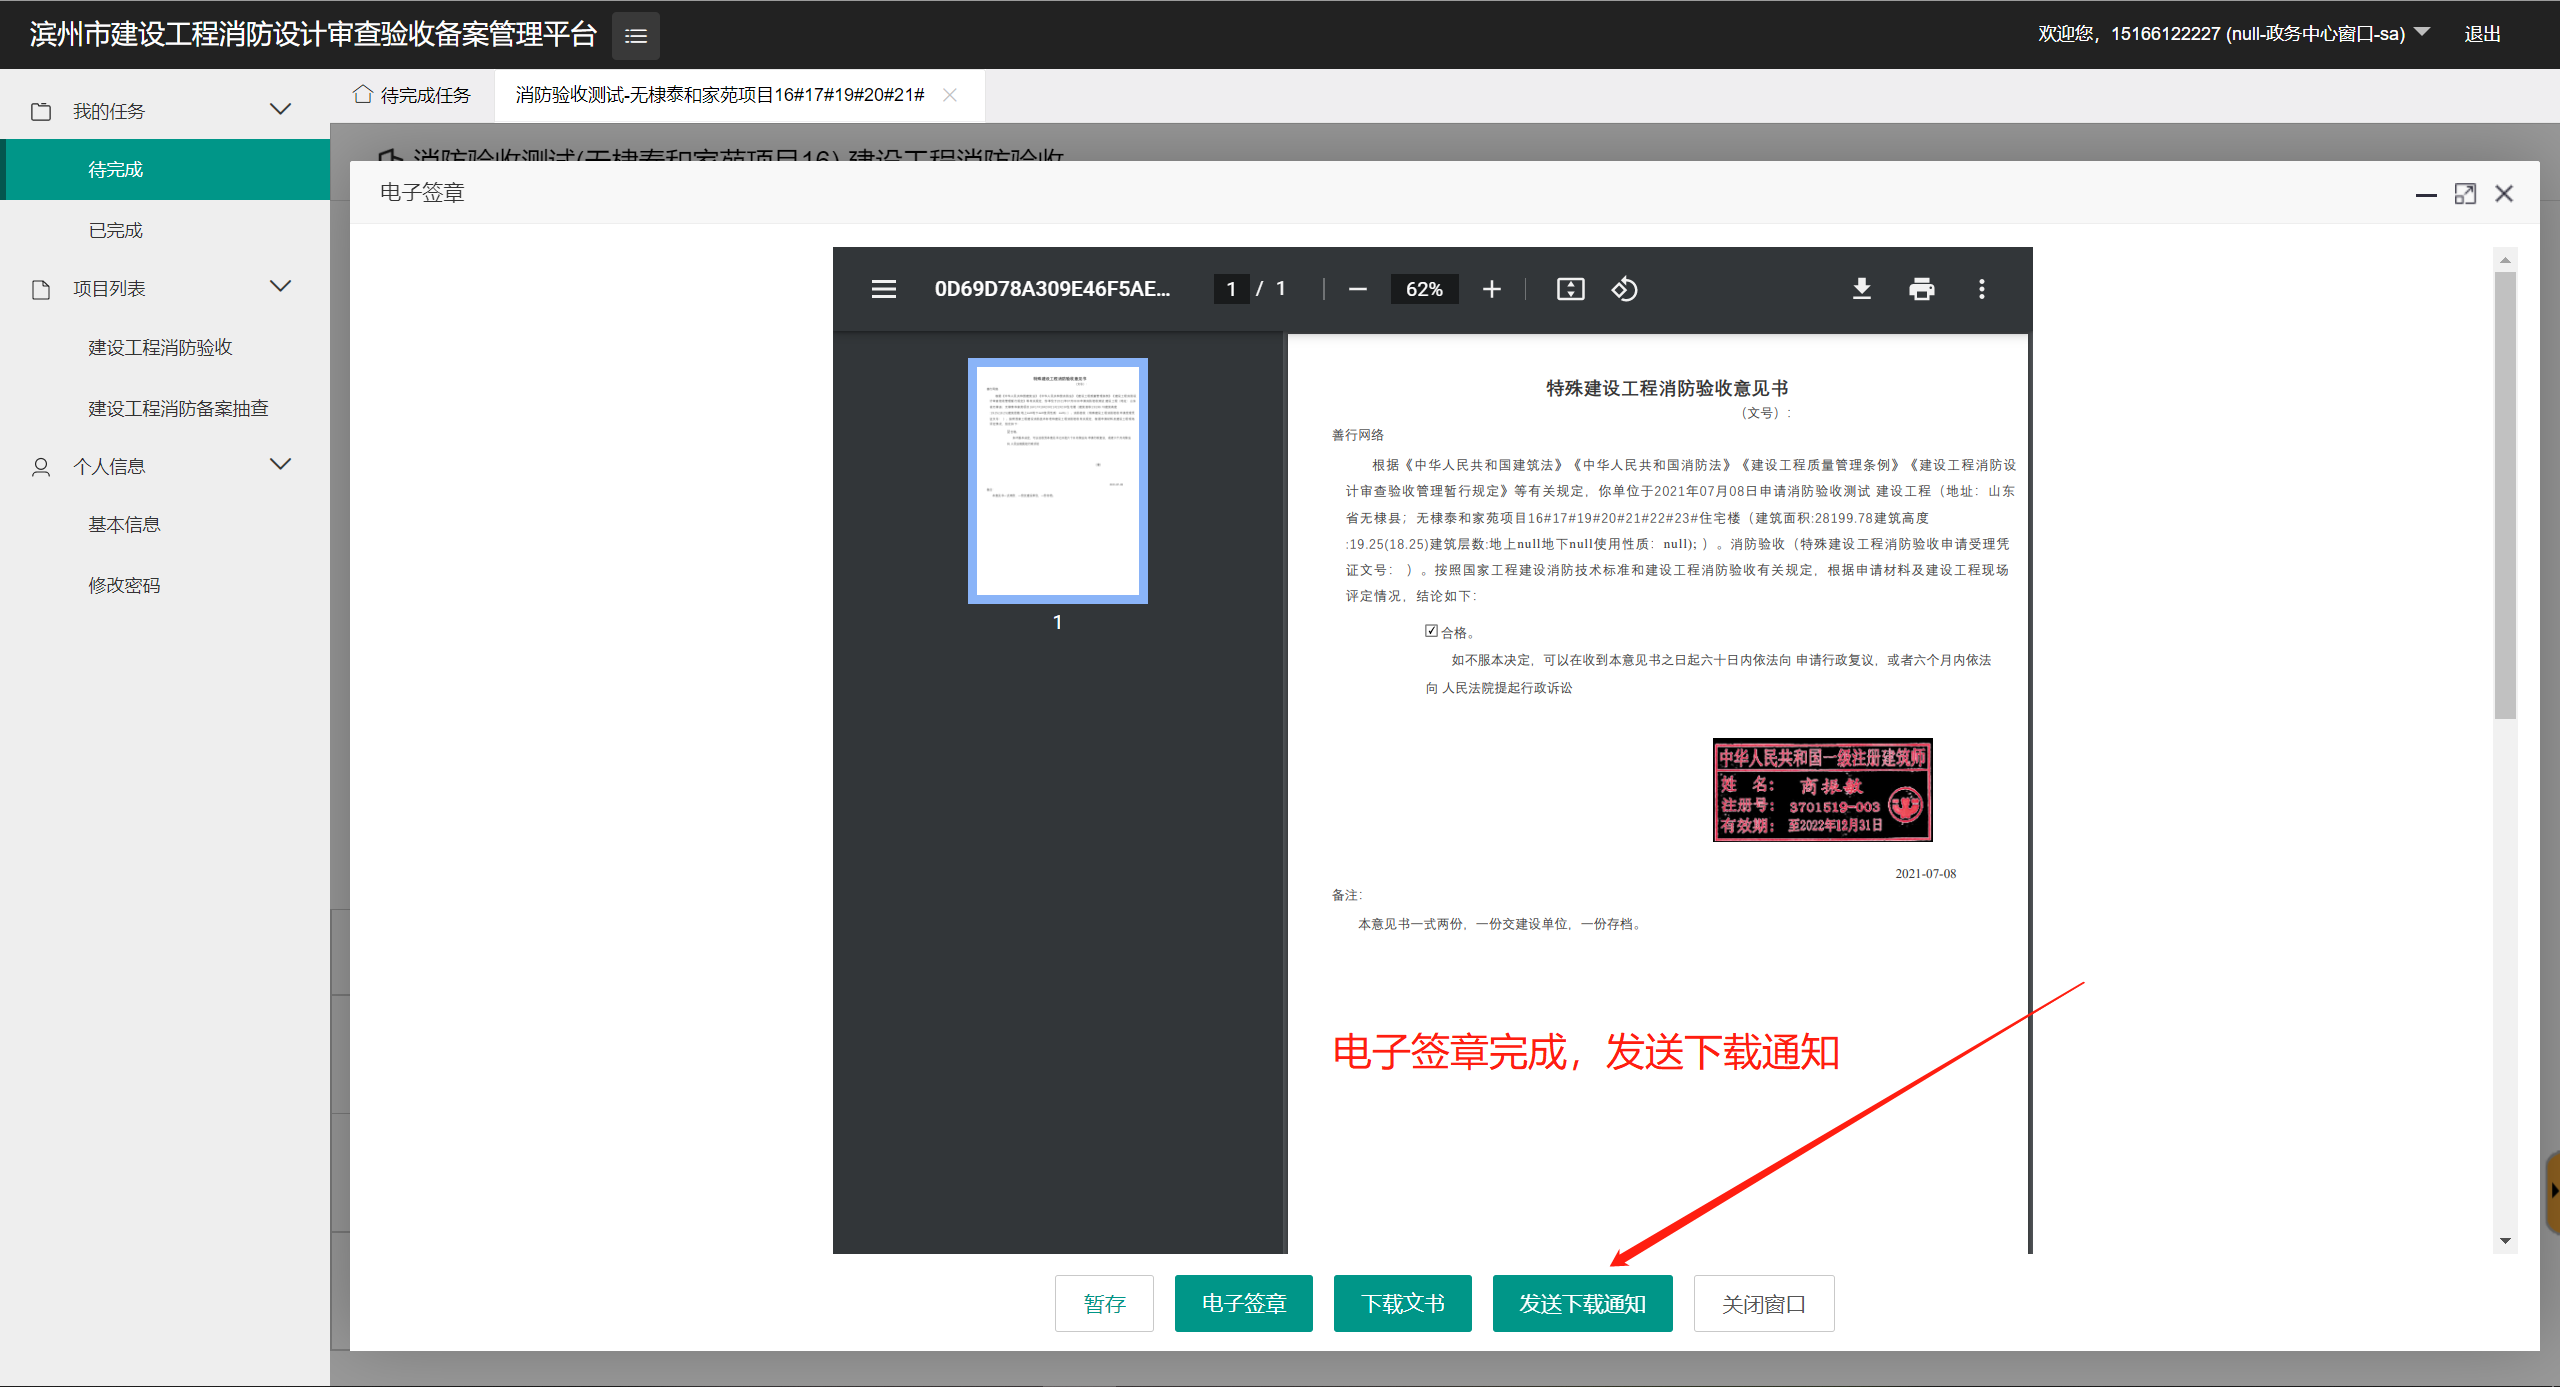 滨州市建设工程消防设计审查验收备案管理平台
欢迎您，15166122227 (null-政务中心窗口-sa)
退出
我的任务
待完成
已完成
项目列表
建设工程消防验收
建设工程消防备案抽查
个人信息
基本信息
修改密码
待完成任务
消防验收测试-无棣泰和家苑项目16#17#19#20#21#
消防验收测试(无棣泰和家苑项目16) 建设工程消防验收
电子签章
0D69D78A309E46F5AE...
1 / 1
62%
1
特殊建设工程消防验收意见书
（文号）：
善行网络
根据《中华人民共和国建筑法》《中华人民共和国消防法》《建设工程质量管理条例》《建设工程消防设
计审查验收管理暂行规定》等有关规定，你单位于2021年07月08日申请消防验收测试 建设工程（地址：山东
省无棣县；无棣泰和家苑项目16#17#19#20#21#22#23#住宅楼（建筑面积:28199.78建筑高度
:19.25(18.25)建筑层数:地上null地下null使用性质：null);）。消防验收（特殊建设工程消防验收申请受理凭
证文号： ）。按照国家工程建设消防技术标准和建设工程消防验收有关规定，根据申请材料及建设工程现场
评定情况，结论如下：
合格。
如不服本决定，可以在收到本意见书之日起六十日内依法向 申请行政复议，或者六个月内依法
向 人民法院提起行政诉讼
中华人民共和国一级注册建筑师
姓 名： 商振敏
注册号： 3701519-003
有效期： 至2022年12月31日
2021-07-08
备注：
本意见书一式两份，一份交建设单位，一份存档。
电子签章完成，发送下载通知
暂存
电子签章
下载文书
发送下载通知
关闭窗口